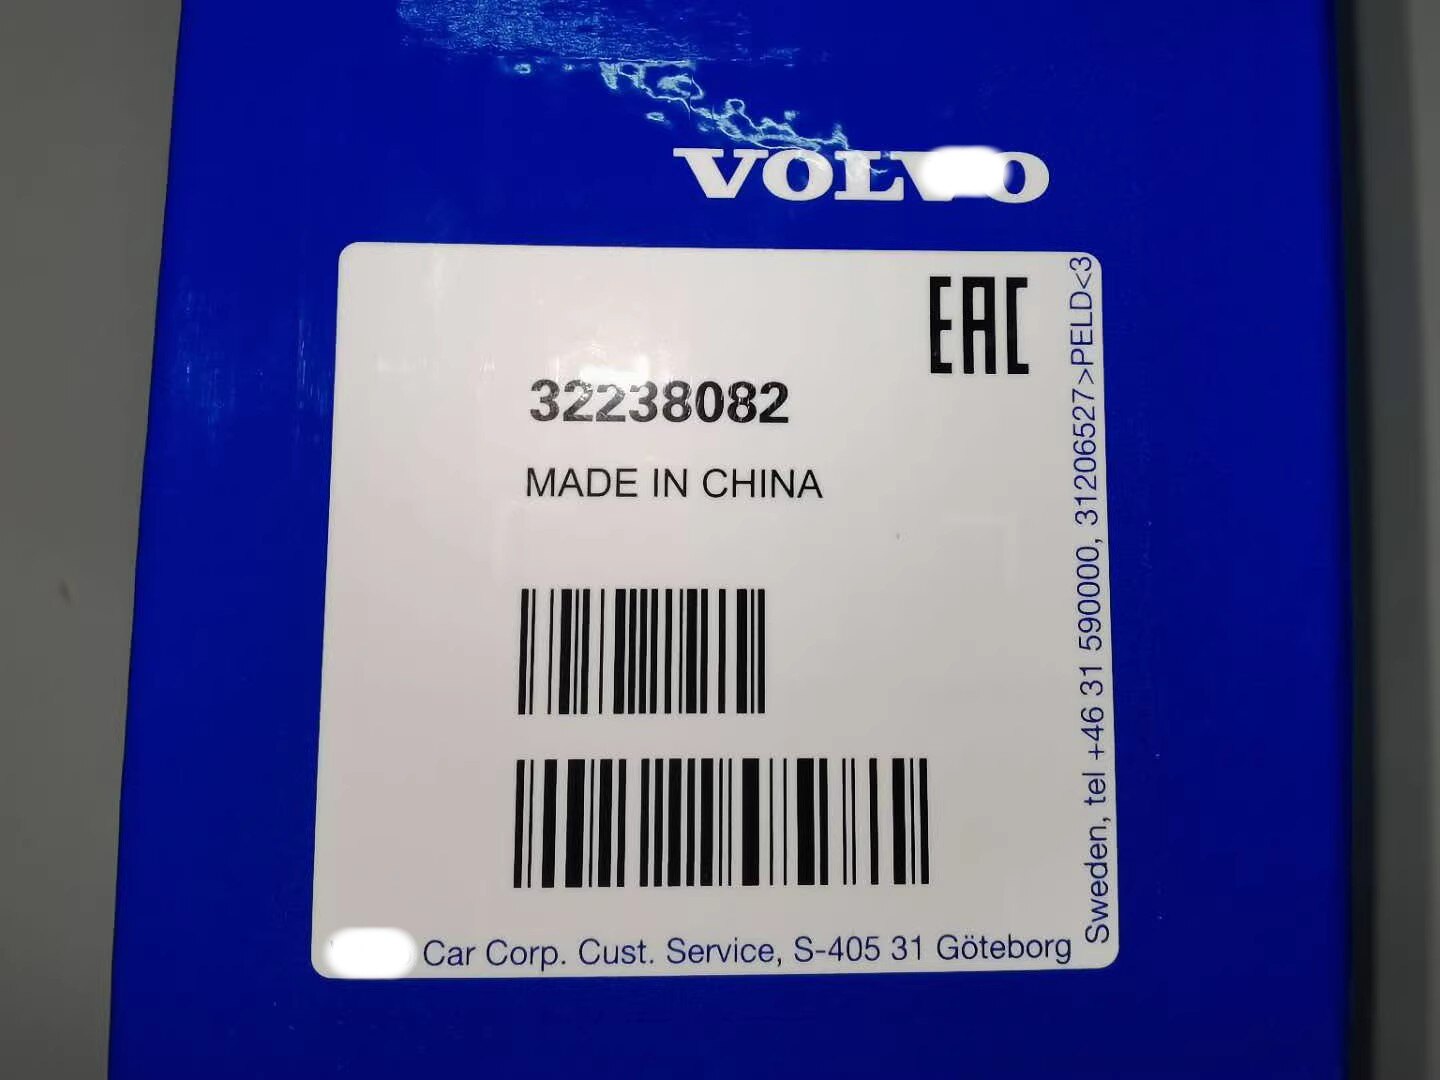 VOLVO
EAC
32238082
MADE IN CHINA
Car Corp. Cust. Service, S-405 31 Göteborg
Sweden, tel +46 31 590000, 31206527>PELD<3